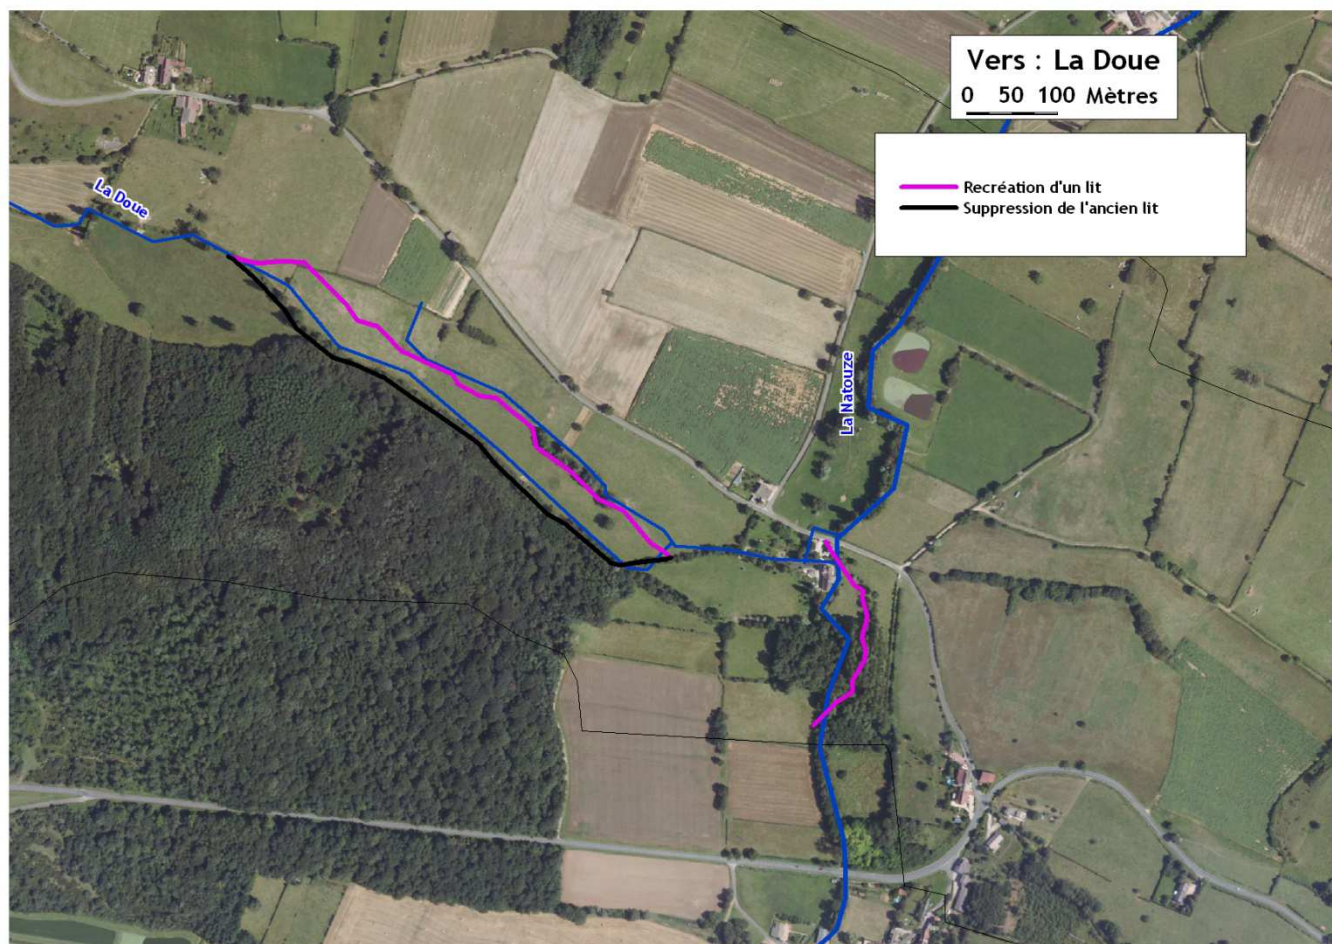 Vers : La Doue
0 50 100 Mètres
Recréation d'un lit
Suppression de l'ancien lit
La Doue
La Natouze